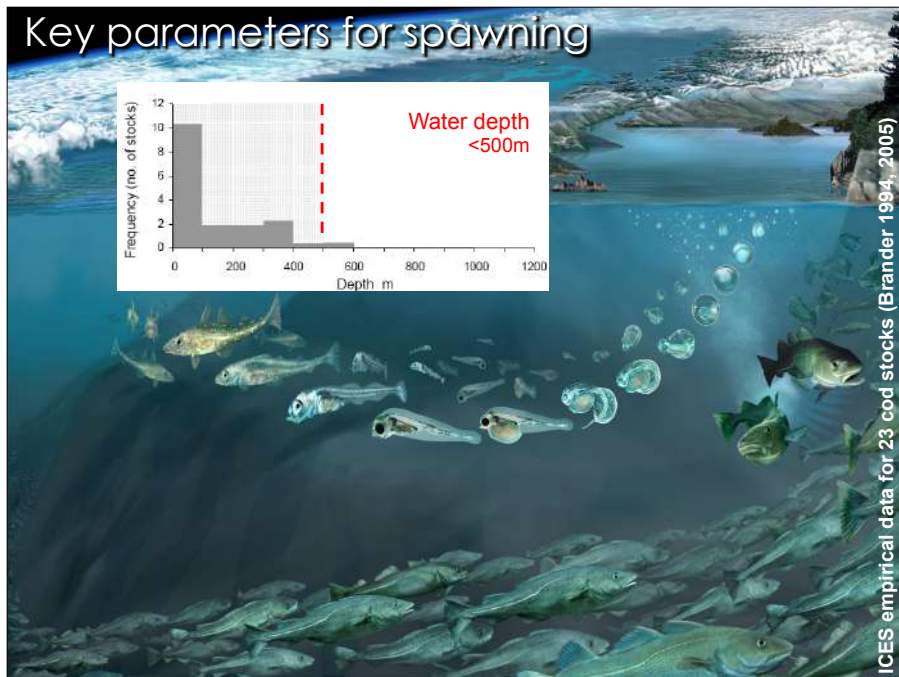 Key parameters for spawning
Frequency (no. of stocks)
12
10
8
6
4
2
0
Water depth
<500m
0 200 400 600 800 1000 1200
Depth m
ICES empirical data for 23 cod stocks (Brander 1994, 2005)